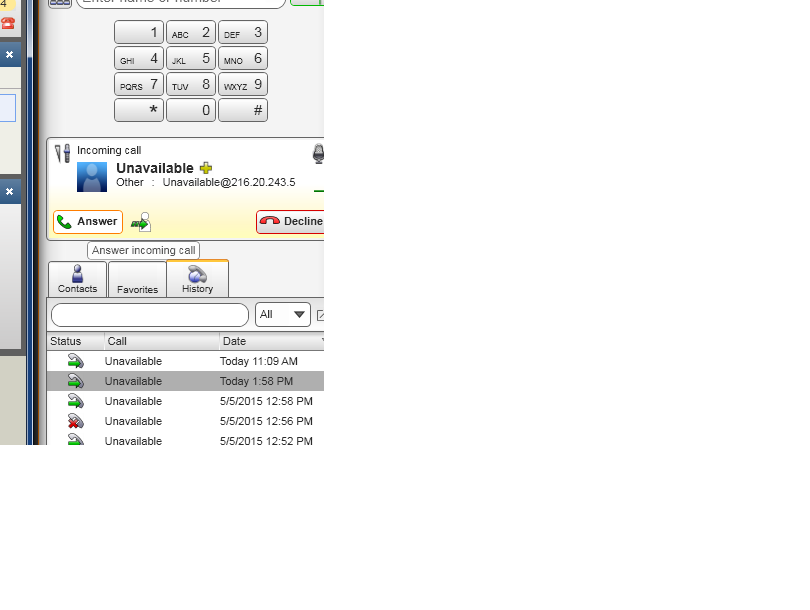 4
Enter name or number
1 ABC 2 DEF 3
GHI 4 JKL 5 MNO 6
PQRS 7 TUV 8 WXYZ 9
* 0 #
Incoming call
Unavailable
Other : Unavailable@216.20.243.5
Answer Decline
Answer incoming call
Contacts Favorites History
All
Status Call Date
Unavailable Today 11:09 AM
Unavailable Today 1:58 PM
Unavailable 5/5/2015 12:58 PM
Unavailable 5/5/2015 12:56 PM
Unavailable 5/5/2015 12:52 PM